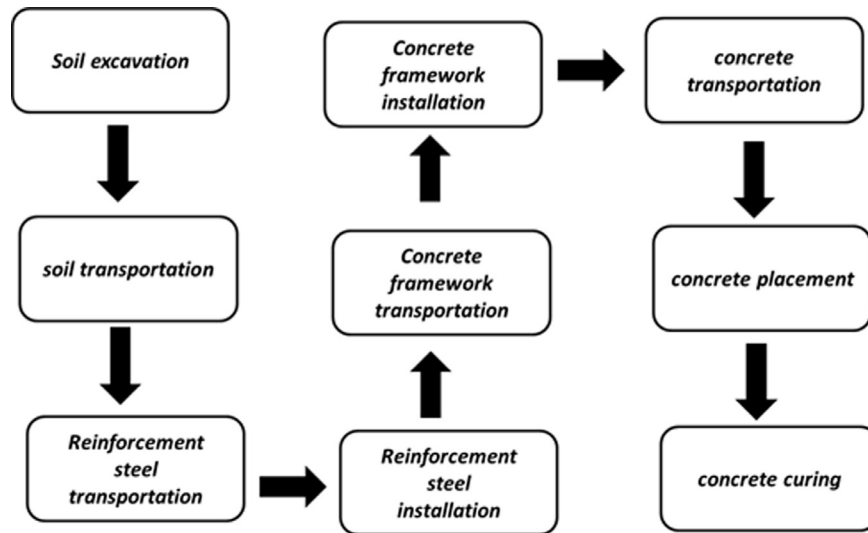 Soil excavation
soil transportation
Reinforcement
steel
transportation
Reinforcement
steel
installation
Concrete
framework
transportation
Concrete
framework
installation
concrete
transportation
concrete placement
concrete curing